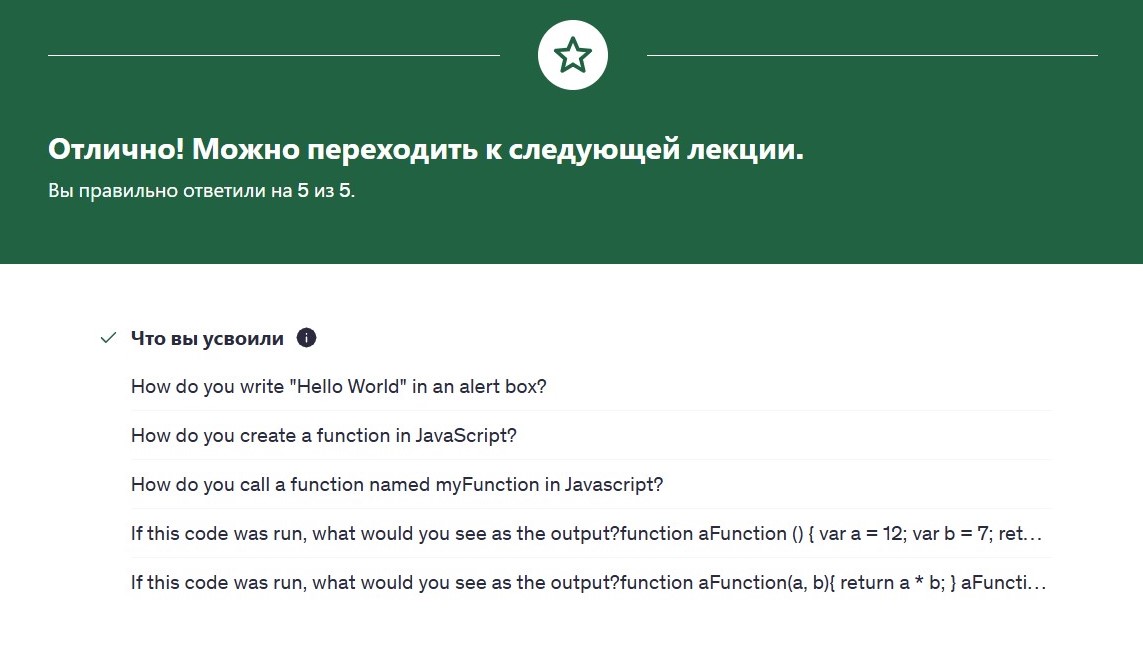 Отлично! Можно переходить к следующей лекции.
Вы правильно ответили на 5 из 5.
Что вы усвоили
How do you write "Hello World" in an alert box?
How do you create a function in JavaScript?
How do you call a function named myFunction in Javascript?
If this code was run, what would you see as the output?function aFunction () { var a = 12; var b = 7; ret...
If this code was run, what would you see as the output?function aFunction(a, b){ return a * b; } aFuncti...